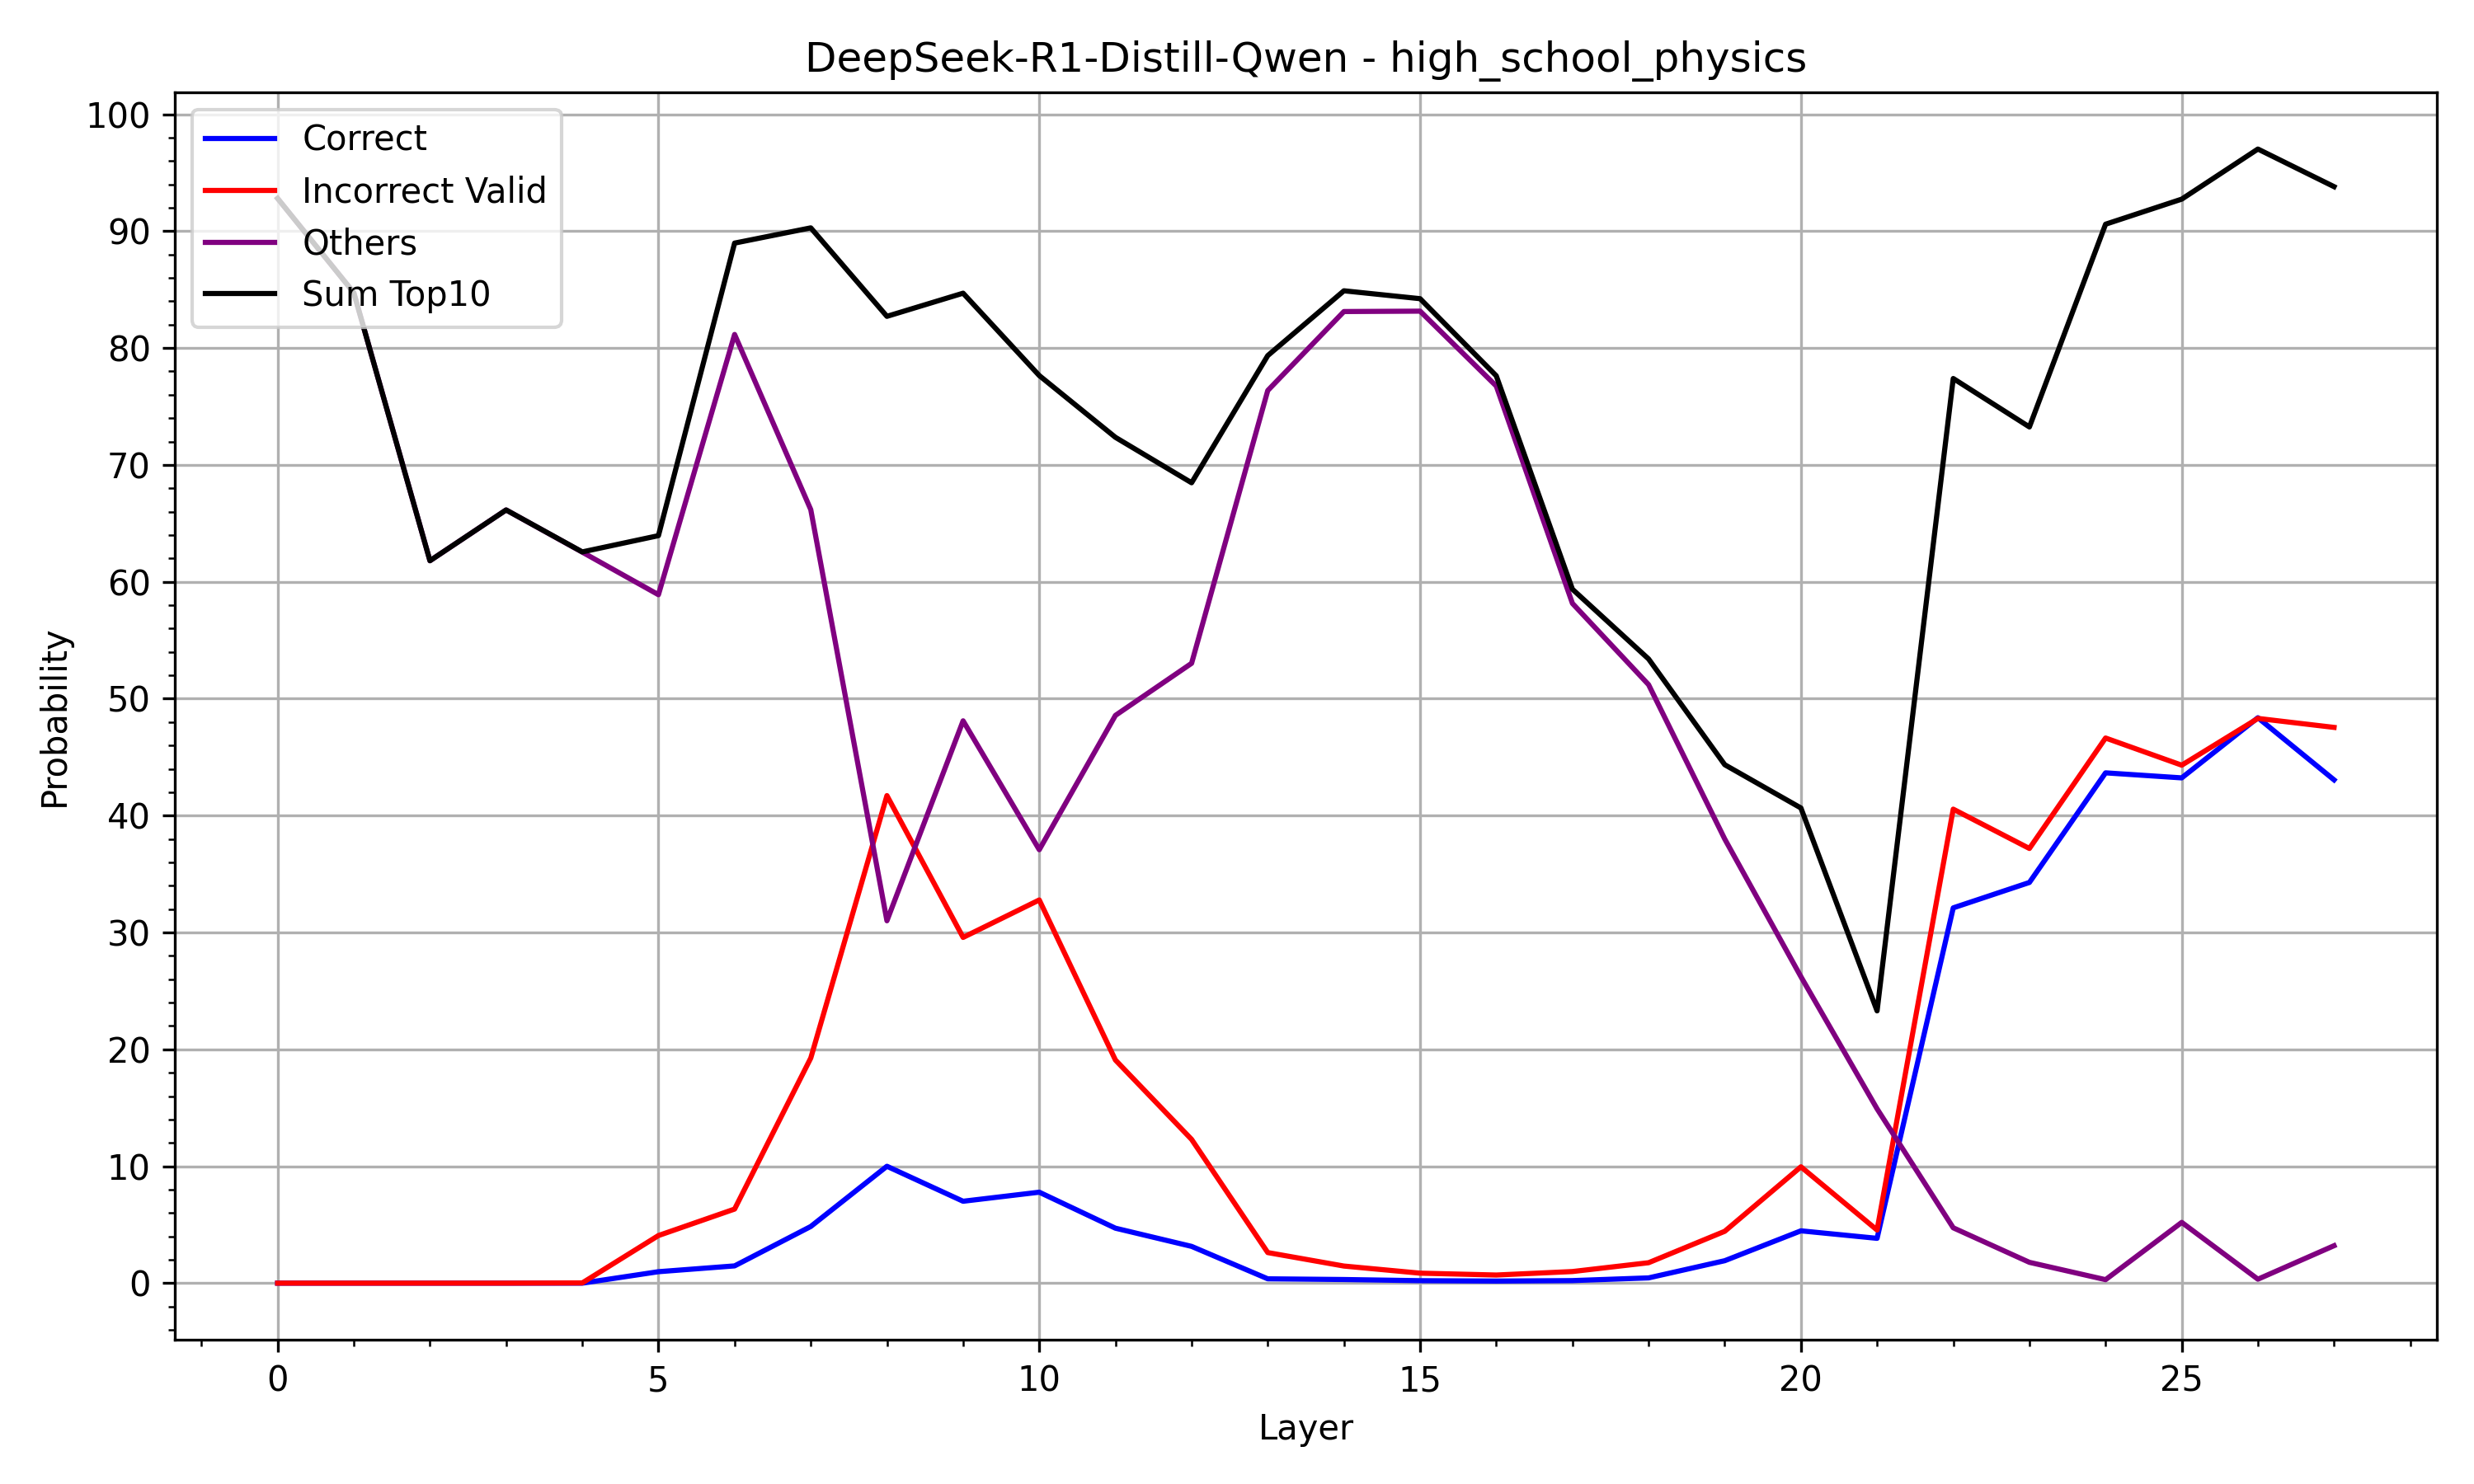 DeepSeek-R1-Distill-Qwen - high_school_physics
Correct
Incorrect Valid
Others
Sum Top10
Probability
100
90
80
70
60
50
40
30
20
10
0
0 5 10 15 20 25
Layer